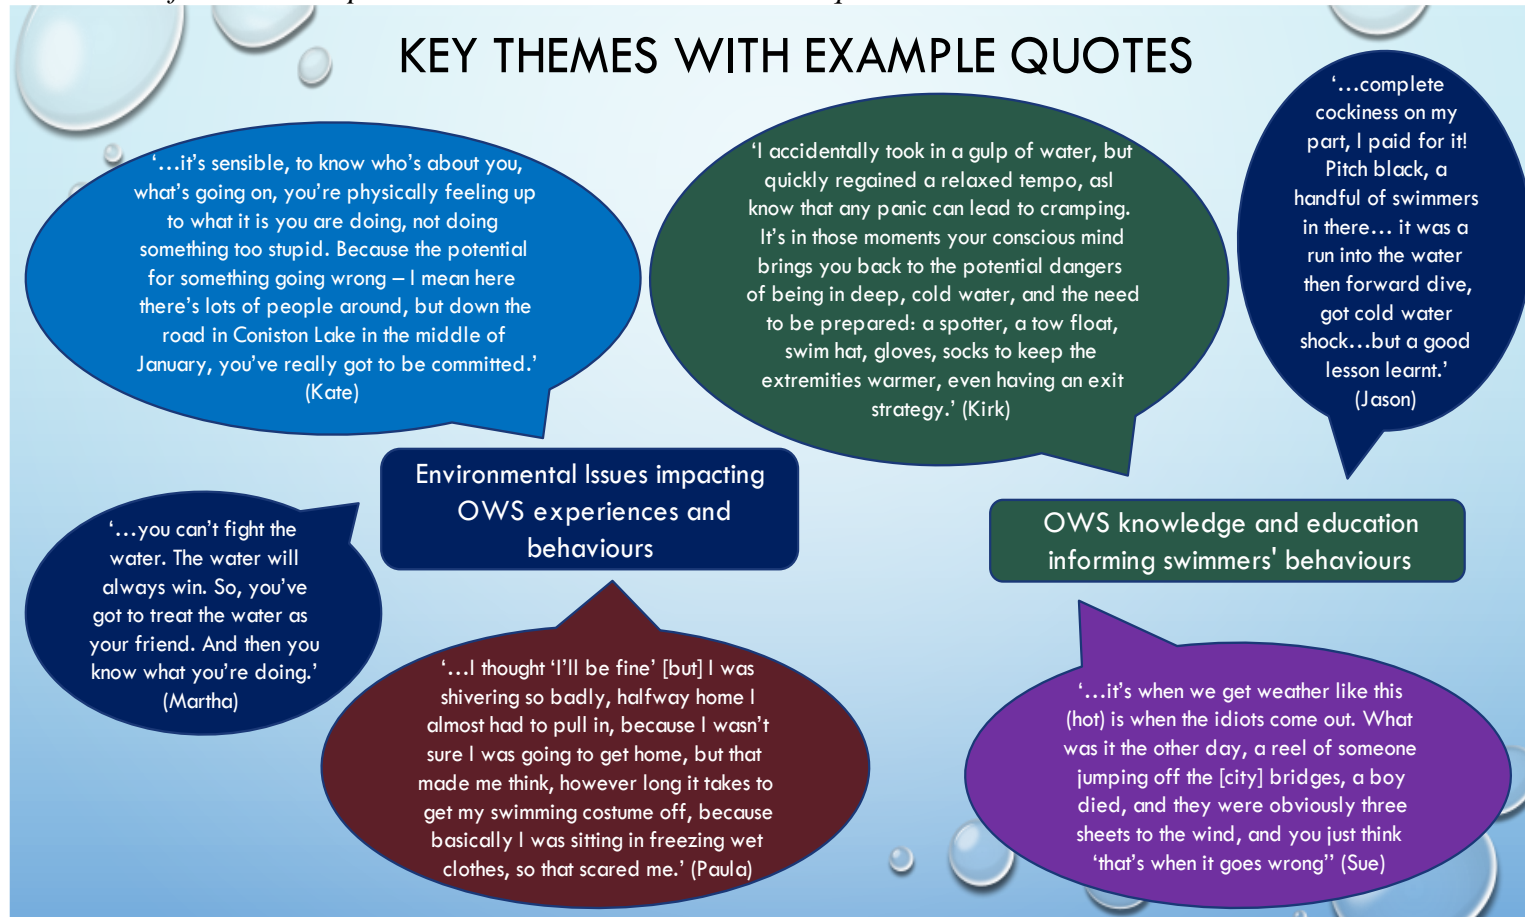 KEY THEMES WITH EXAMPLE QUOTES
‘…it’s sensible, to know who’s about you,
what’s going on, you’re physically feeling up
to what it is you are doing, not doing
something too stupid. Because the potential
for something going wrong – I mean here
there’s lots of people around, but down the
road in Coniston Lake in the middle of
January, you’ve really got to be committed.’
(Kate)
‘I accidentally took in a gulp of water, but
quickly regained a relaxed tempo, asI
know that any panic can lead to cramping.
It’s in those moments your conscious mind
brings you back to the potential dangers
of being in deep, cold water, and the need
to be prepared: a spotter, a tow float,
swim hat, gloves, socks to keep the
extremities warmer, even having an exit
strategy.’ (Kirk)
‘…complete
cockiness on my
part, I paid for it!
Pitch black, a
handful of swimmers
in there… it was a
run into the water
then forward dive,
got cold water
shock…but a good
lesson learnt.’
(Jason)
Environmental Issues impacting
OWS experiences and
behaviours
OWS knowledge and education
informing swimmers' behaviours
‘…you can’t fight the
water. The water will
always win. So, you’ve
got to treat the water as
your friend. And then you
know what you’re doing.’
(Martha)
‘…I thought ‘I’ll be fine’ [but] I was
shivering so badly, halfway home I
almost had to pull in, because I wasn’t
sure I was going to get home, but that
made me think, however long it takes to
get my swimming costume off, because
basically I was sitting in freezing wet
clothes, so that scared me.’ (Paula)
‘…it’s when we get weather like this
(hot) is when the idiots come out. What
was it the other day, a reel of someone
jumping off the [city] bridges, a boy
died, and they were obviously three
sheets to the wind, and you just think
‘that’s when it goes wrong’’ (Sue)